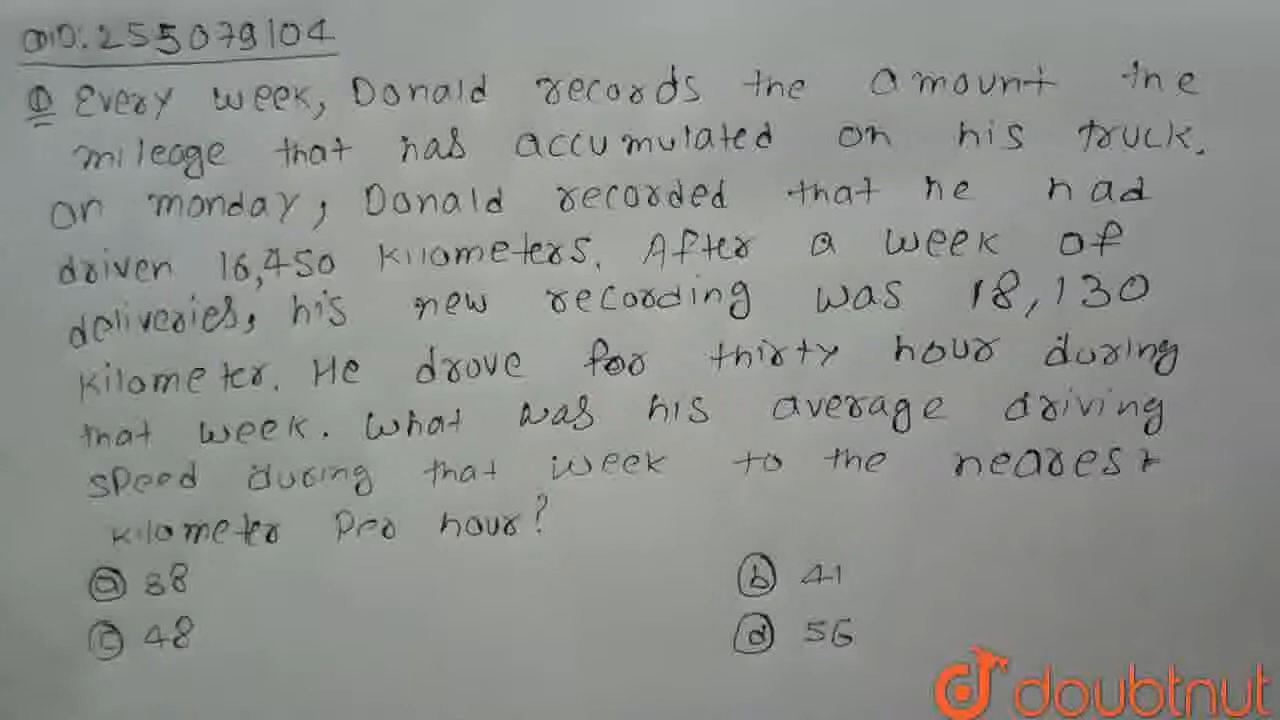 QID:255079104
Q Every week, Donald records the amount the
mileage that has accumulated on his truck.
on monday, Donald recorded that he had
driven 16,450 kilometers. After a week of
deliveries, his new recording was 18,130
kilometer. He drove for thirty hour during
that week. What was his average driving
speed during that week to the nearest
kilometer per hour?
(a) 38 (b) 41
(c) 48 (d) 56
doubtnut